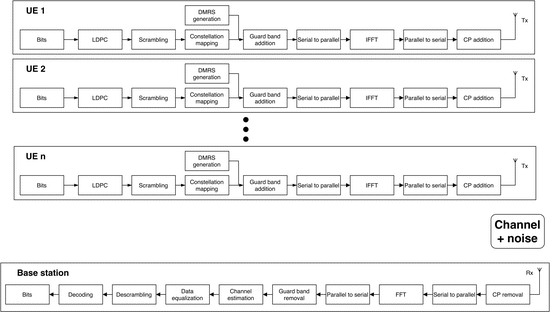 UE 1
DMRS
generation
Tx
Bits
LDPC
Scrambling
Constellation
mapping
Guard band
addition
Serial to parallel
IFFT
Parallel to serial
CP addition
UE 2
DMRS
generation
Tx
Bits
LDPC
Scrambling
Constellation
mapping
Guard band
addition
Serial to parallel
IFFT
Parallel to serial
CP addition
UE n
DMRS
generation
Tx
Bits
LDPC
Scrambling
Constellation
mapping
Guard band
addition
Serial to parallel
IFFT
Parallel to serial
CP addition
Channel
+ noise
Base station
Rx
Bits
Decoding
Descrambling
Data
equalization
Channel
estimation
Guard band
removal
Parallel to serial
FFT
Serial to parallel
CP removal